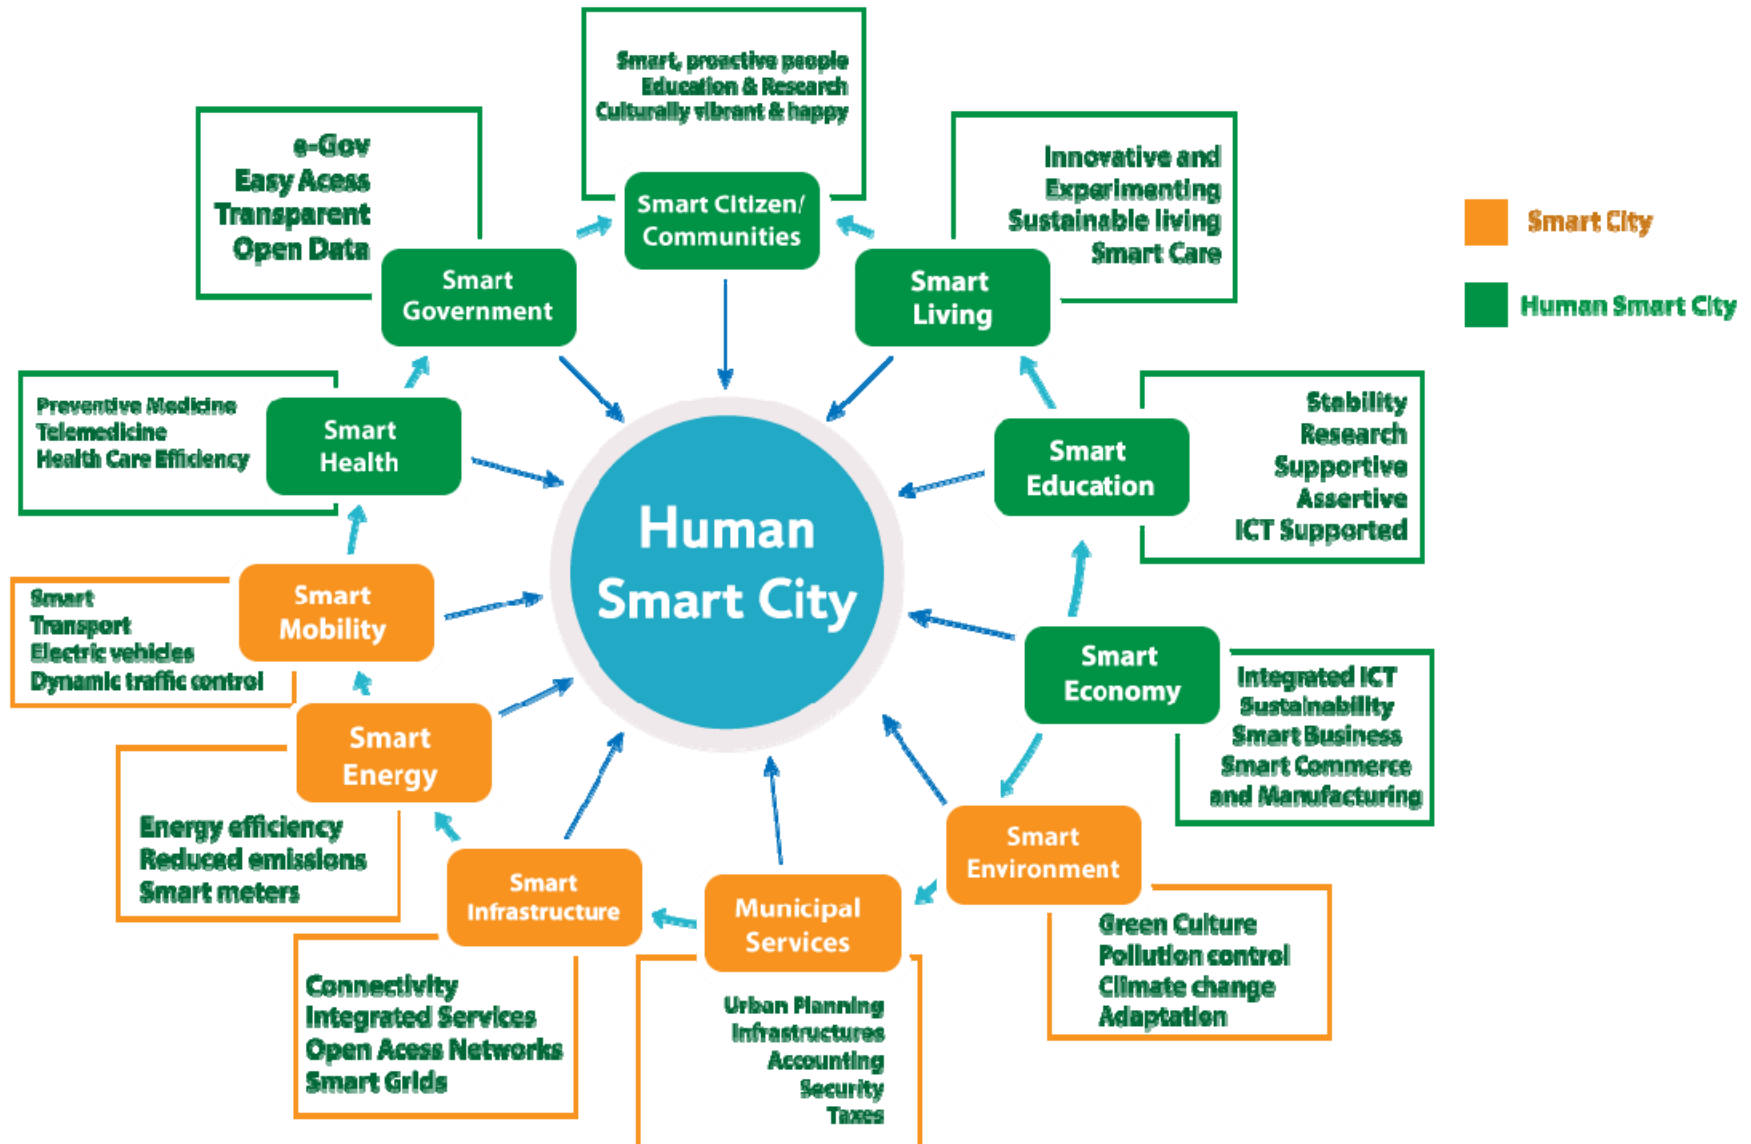 Smart, proactive people
Education & Research
Culturally vibrant & happy
Smart Citizen/
Communities
e-Gov
Easy Acess
Transparent
Open Data
Smart
Government
Innovative and
Experimenting
Sustainable living
Smart Care
Smart
Living
Smart City
Human Smart City
Preventive Medicine
Telemedicine
Health Care Efficiency
Smart
Health
Stability
Research
Supportive
Assertive
ICT Supported
Smart
Education
Human
Smart City
Smart
Transport
Electric vehicles
Dynamic traffic control
Smart
Mobility
Smart
Economy
Integrated ICT
Sustainability
Smart Business
Smart Commerce
and Manufacturing
Smart
Energy
Energy efficiency
Reduced emissions
Smart meters
Smart
Environment
Green Culture
Pollution control
Climate change
Adaptation
Smart
Infrastructure
Connectivity
Integrated Services
Open Acess Networks
Smart Grids
Municipal
Services
Urban Planning
Infrastructures
Accounting
Security
Taxes